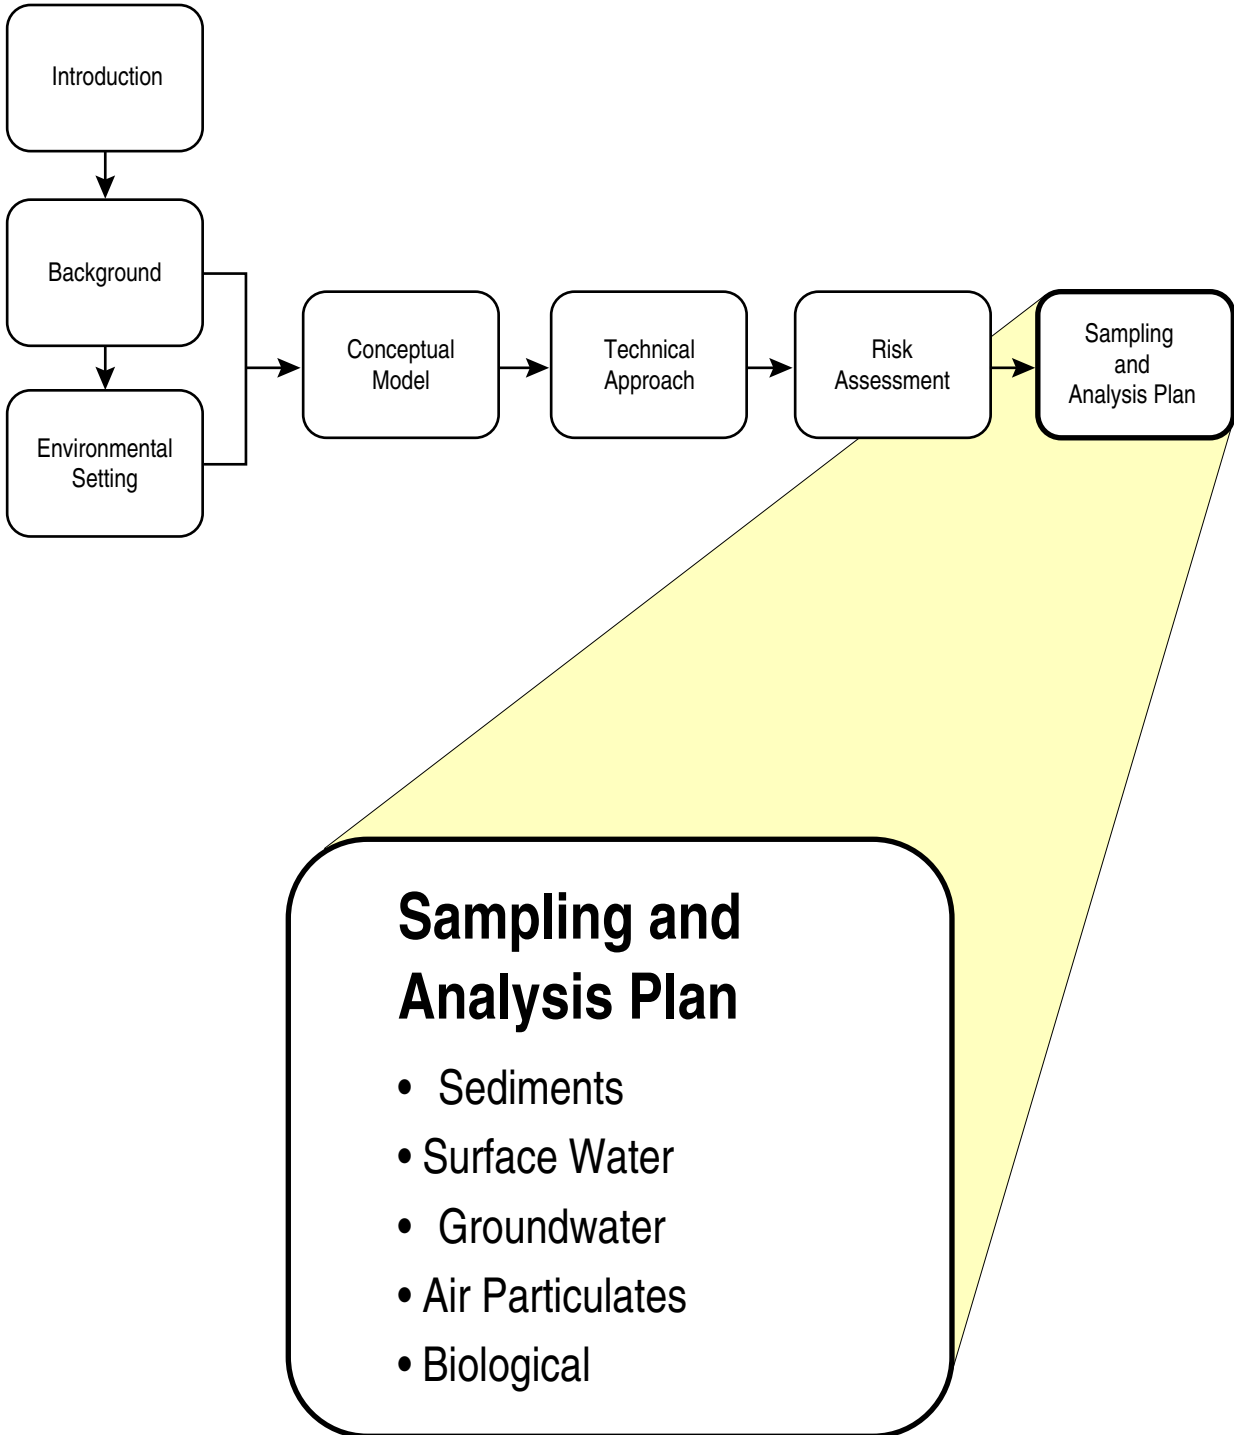 Introduction
Background
Environmental
Setting
Conceptual
Model
Technical
Approach
Risk
Assessment
Sampling
and
Analysis Plan
Sampling and
Analysis Plan
• Sediments
• Surface Water
• Groundwater
• Air Particulates
• Biological